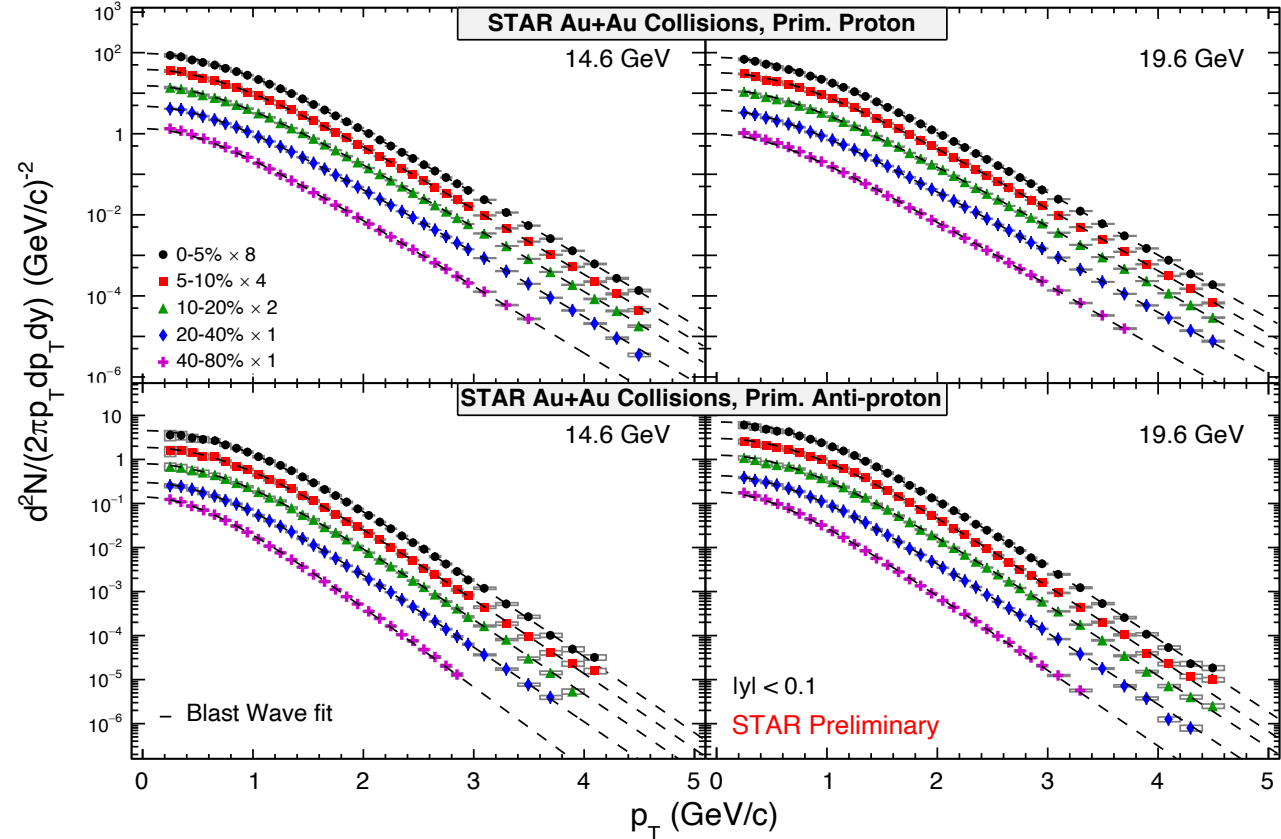 STAR Au+Au Collisions, Prim. Proton
14.6 GeV
19.6 GeV
10²
1
10⁻²
10⁻⁴
10⁻⁶
0-5% × 8
5-10% × 4
10-20% × 2
20-40% × 1
40-80% × 1
d²N/(2πp_T dp_T dy) (GeV/c)⁻²
STAR Au+Au Collisions, Prim. Anti-proton
14.6 GeV
19.6 GeV
10
1
10⁻¹
10⁻²
10⁻³
10⁻⁴
10⁻⁵
10⁻⁶
– Blast Wave fit
|y| < 0.1
STAR Preliminary
0 1 2 3 4 5 0 1 2 3 4 5
p_T (GeV/c)